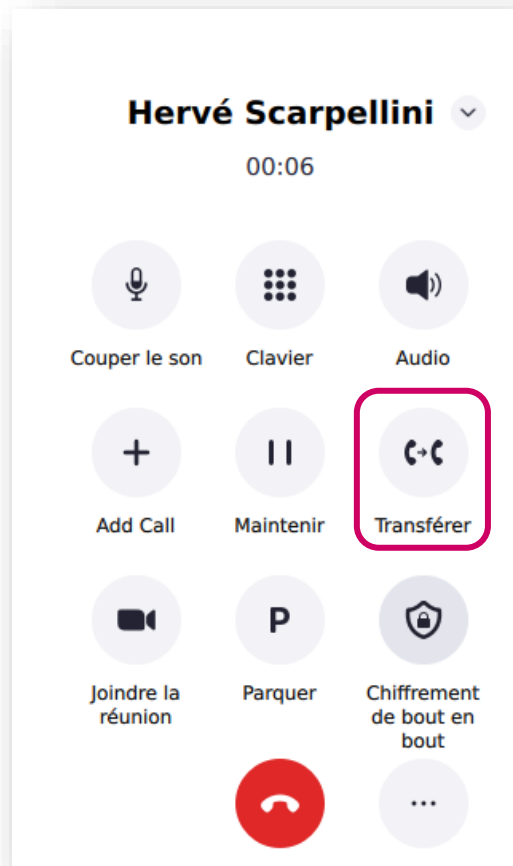 Hervé Scarpellini
00:06
Couper le son
Clavier
Audio
Add Call
Maintenir
Transférer
P
Joindre la
réunion
Parquer
Chiffrement
de bout en
bout